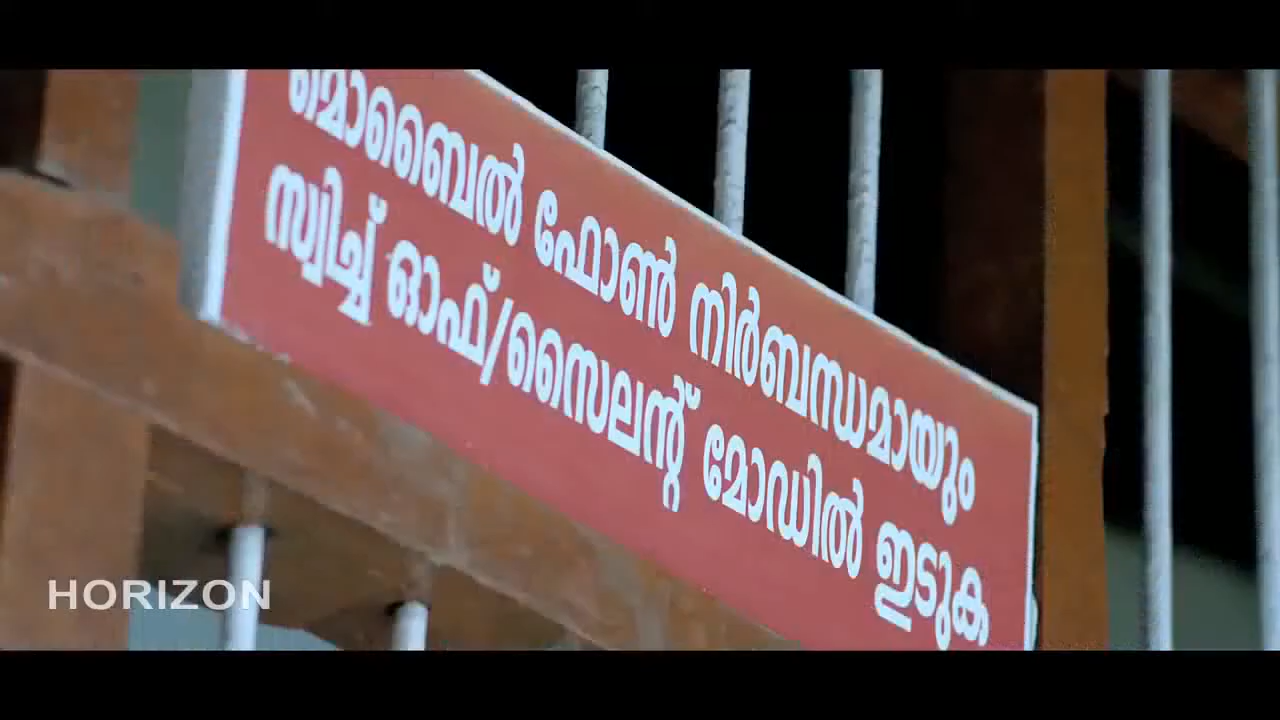 മൊബൈൽ ഫോൺ നിർബന്ധമായും
സ്വിച്ച് ഓഫ്/സൈലന്റ് മോഡിൽ ഇടുക
HORIZON